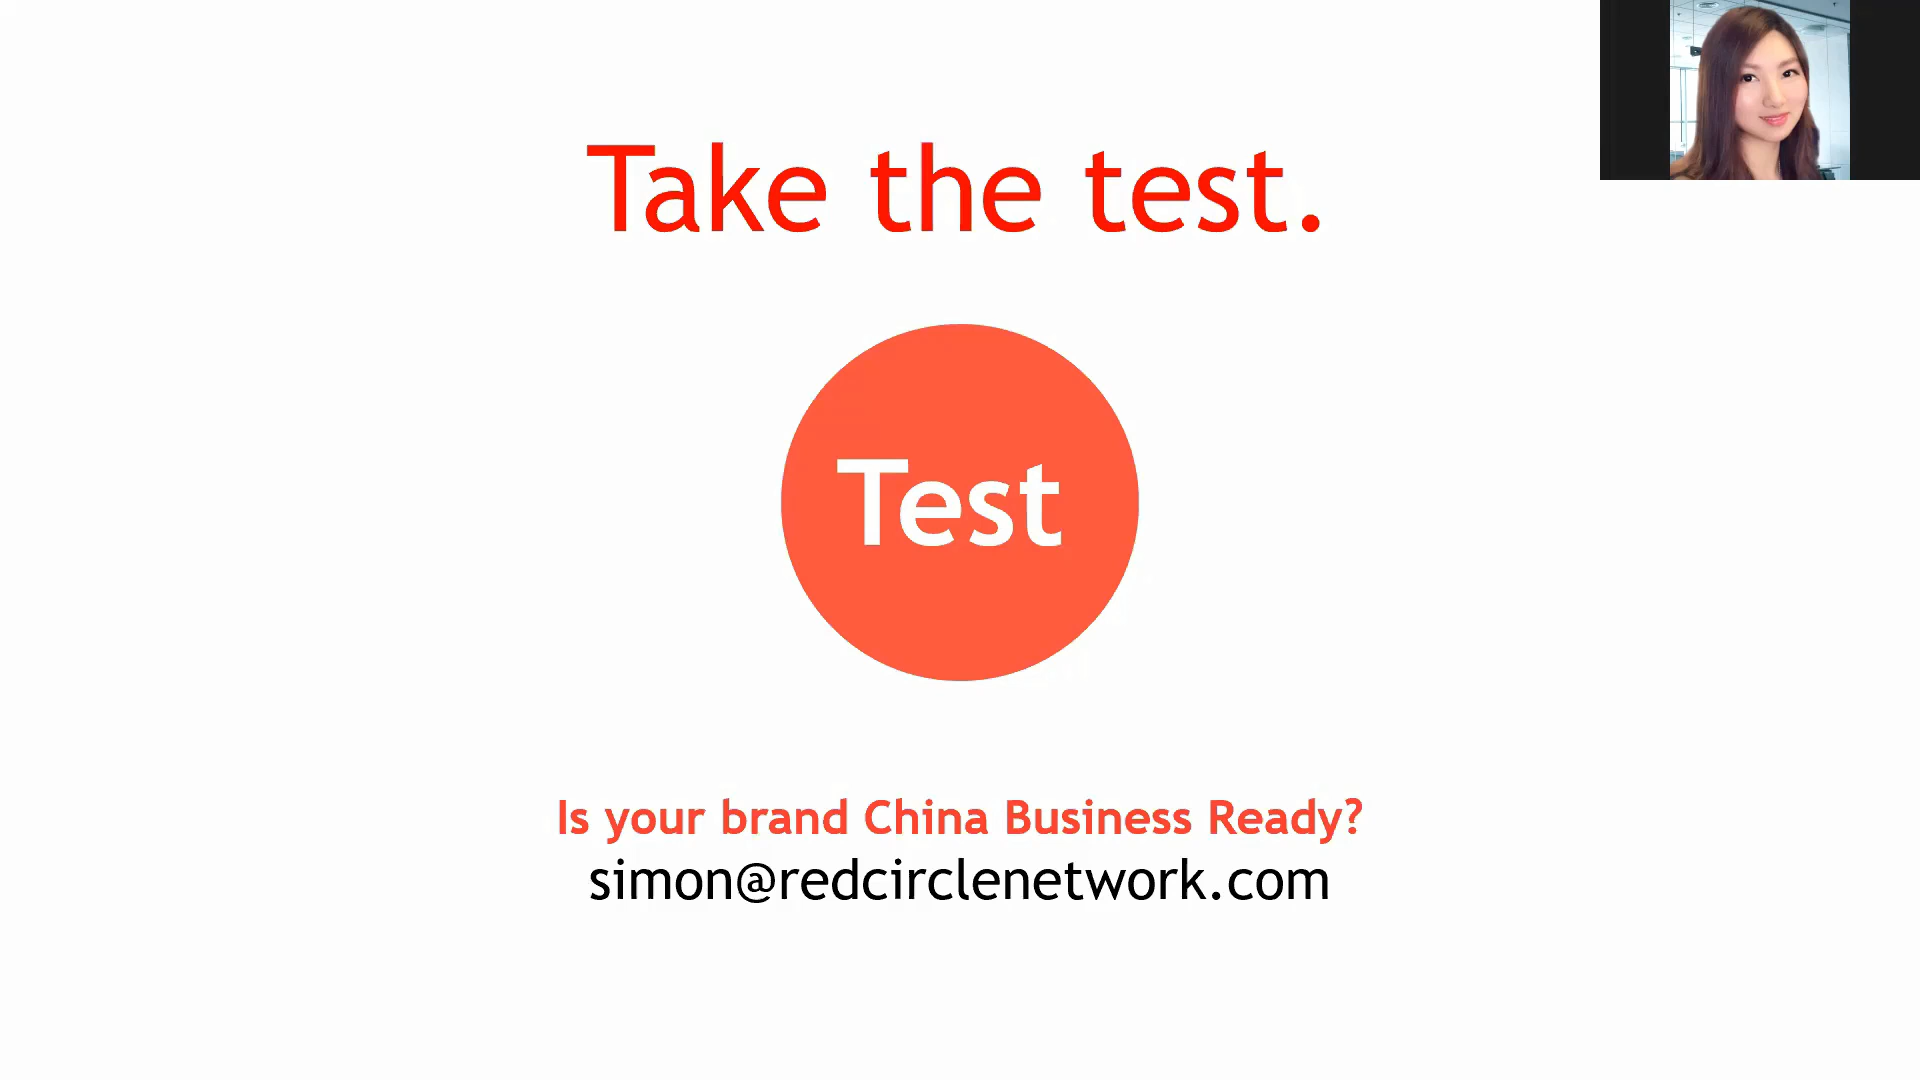 Take the test.
Test
Is your brand China Business Ready?
simon@redcirclenetwork.com